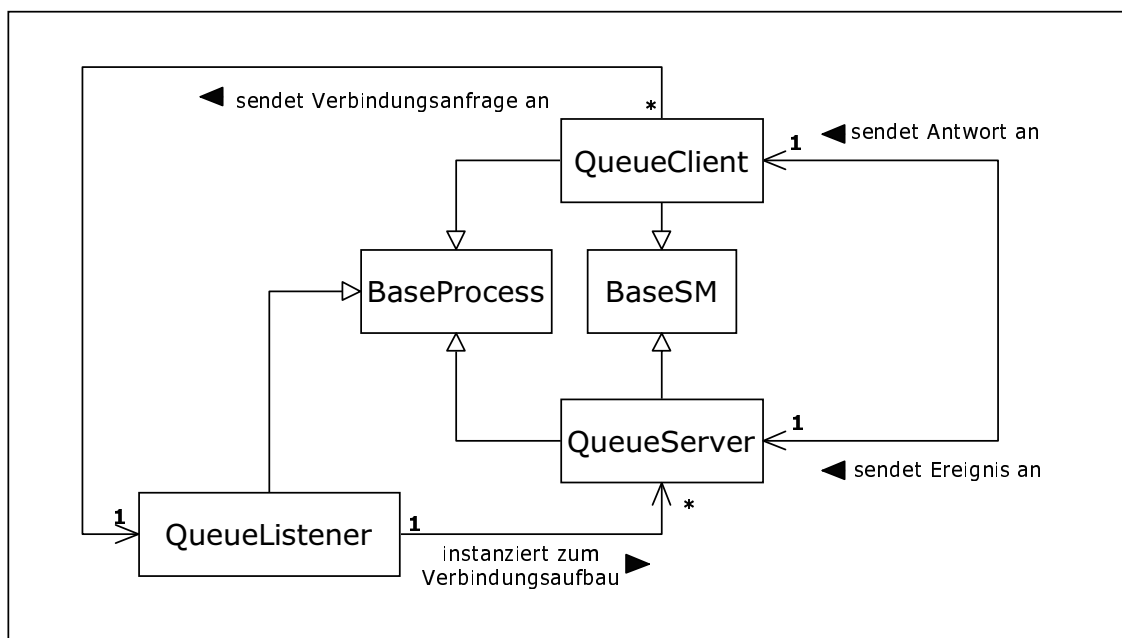 sendet Verbindungsanfrage an
*
sendet Antwort an
1
QueueClient
BaseProcess
BaseSM
QueueServer
1
sendet Ereignis an
*
1
QueueListener
1
instanziert zum
Verbindungsaufbau